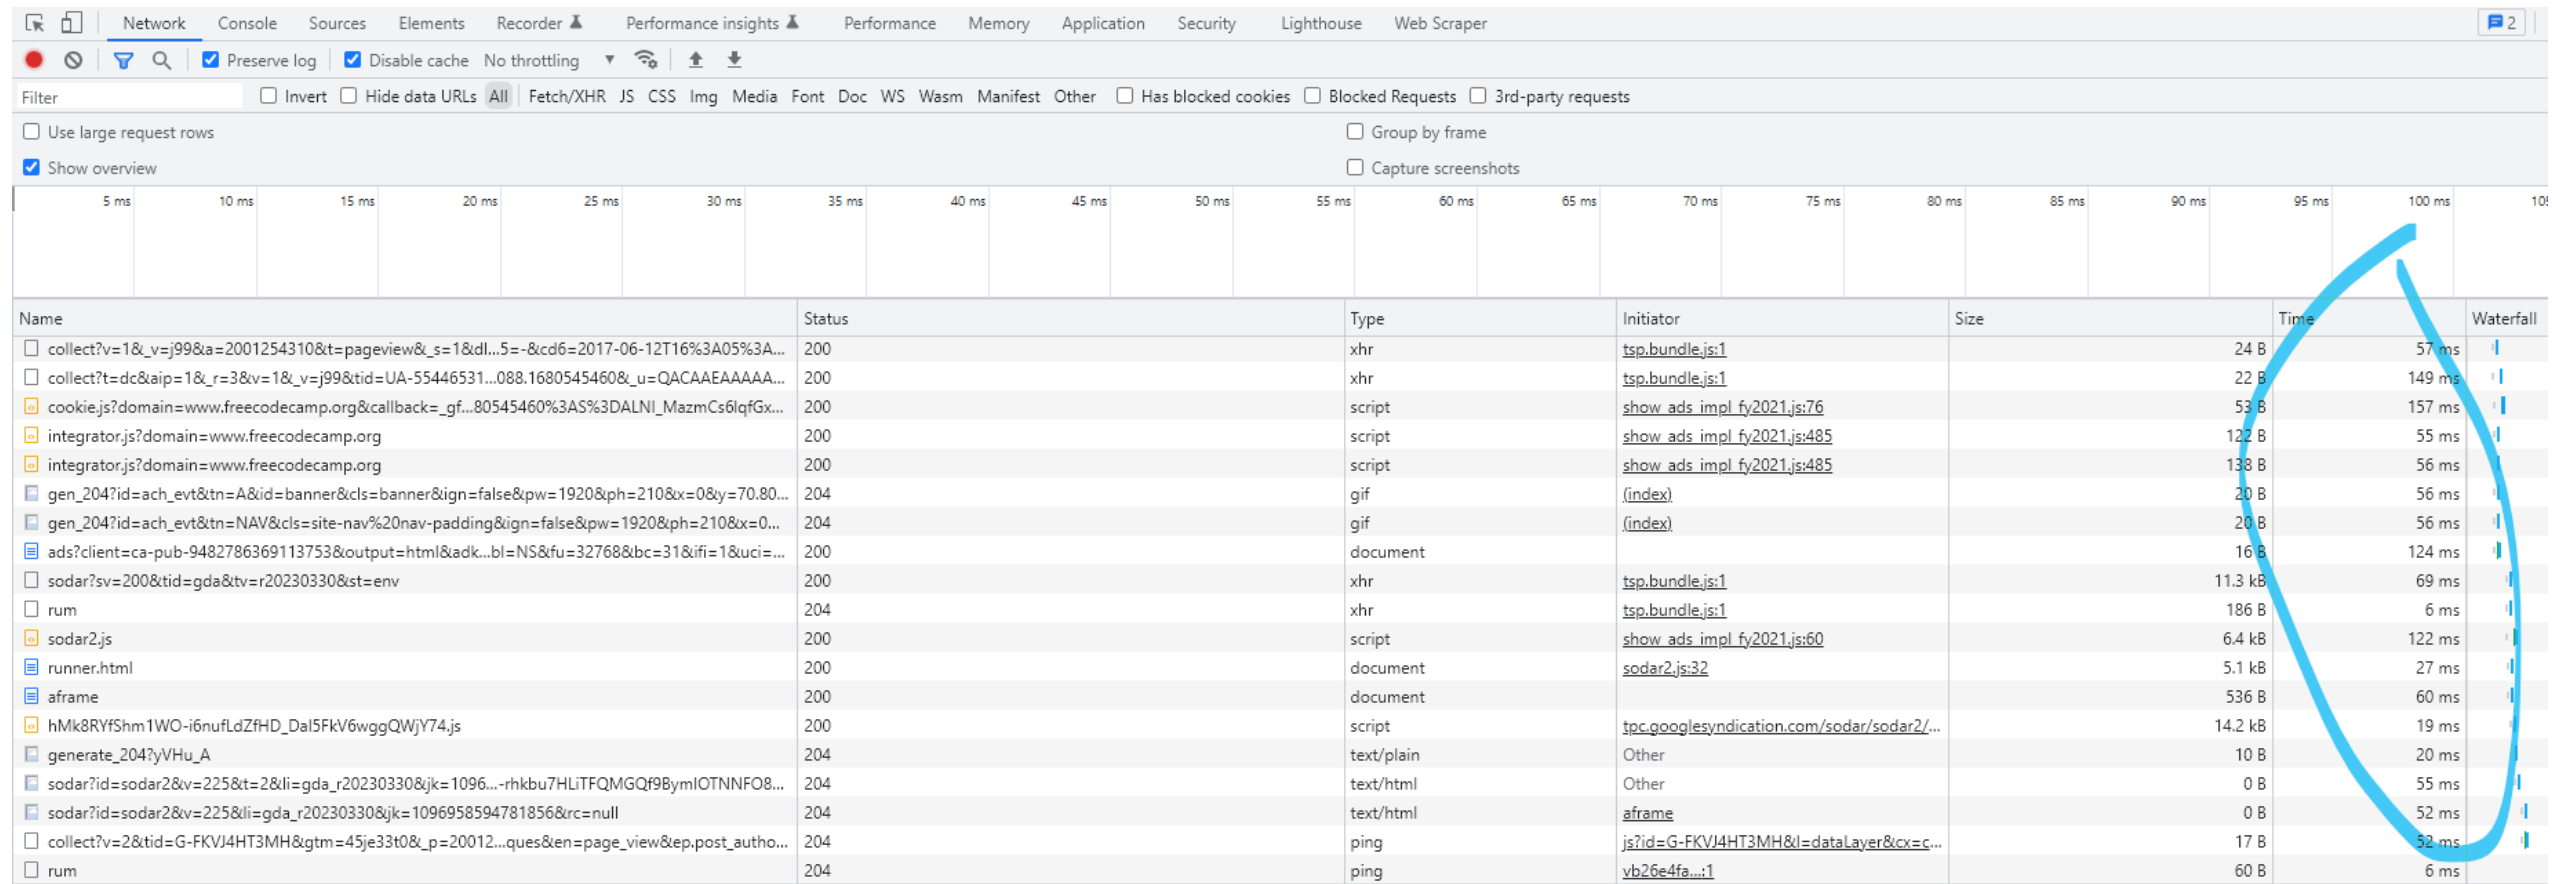 Network Console Sources Elements Recorder Performance insights Performance Memory Application Security Lighthouse Web Scraper 2
Preserve log Disable cache No throttling
Filter Invert Hide data URLs All Fetch/XHR JS CSS Img Media Font Doc WS Wasm Manifest Other Has blocked cookies Blocked Requests 3rd-party requests
Use large request rows Group by frame
Show overview Capture screenshots
5 ms 10 ms 15 ms 20 ms 25 ms 30 ms 35 ms 40 ms 45 ms 50 ms 55 ms 60 ms 65 ms 70 ms 75 ms 80 ms 85 ms 90 ms 95 ms 100 ms 105
Name Status Type Initiator Size Time Waterfall
collect?v=1&_v=j99&a=2001254310&t=pageview&_s=1&dl...5=-&cd6=2017-06-12T16%3A05%3A... 200 xhr tsp.bundle.js:1 24 B 57 ms
collect?t=dc&aip=1&_r=3&v=1&_v=j99&tid=UA-55446531...088.1680545460&_u=QACAAEAAAAA... 200 xhr tsp.bundle.js:1 22 B 149 ms
cookie.js?domain=www.freecodecamp.org&callback=_gf...80545460%3AS%3DALNI_MazmCs6lqfGx... 200 script show_ads_impl_fy2021.js:76 53 B 157 ms
integrator.js?domain=www.freecodecamp.org 200 script show_ads_impl_fy2021.js:485 122 B 55 ms
integrator.js?domain=www.freecodecamp.org 200 script show_ads_impl_fy2021.js:485 138 B 56 ms
gen_204?id=ach_evt&tn=A&id=banner&cls=banner&ign=false&pw=1920&ph=210&x=0&y=70.80... 204 gif (index) 20 B 56 ms
gen_204?id=ach_evt&tn=NAV&cls=site-nav%20nav-padding&ign=false&pw=1920&ph=210&x=0... 204 gif (index) 20 B 56 ms
ads?client=ca-pub-9482786369113753&output=html&adk...bl=NS&fu=32768&bc=31&ifi=1&uci=... 200 document 16 B 124 ms
sodar?sv=200&tid=gda&tv=r20230330&st=env 200 xhr tsp.bundle.js:1 11.3 kB 69 ms
rum 204 xhr tsp.bundle.js:1 186 B 6 ms
sodar2.js 200 script show_ads_impl_fy2021.js:60 6.4 kB 122 ms
runner.html 200 document sodar2.js:32 5.1 kB 27 ms
aframe 200 document 536 B 60 ms
hMk8RYfShm1WO-i6nufLdZfHD_Dal5FkV6wggQWjY74.js 200 script tpc.googlesyndication.com/sodar/sodar2/... 14.2 kB 19 ms
generate_204?yVHu_A 204 text/plain Other 10 B 20 ms
sodar?id=sodar2&v=225&t=2&li=gda_r20230330&jk=1096...-rhkbu7HLiTFQMGQf9BymIOTNNFO8... 204 text/html Other 0 B 55 ms
sodar?id=sodar2&v=225&li=gda_r20230330&jk=1096958594781856&rc=null 204 text/html aframe 0 B 52 ms
collect?v=2&tid=G-FKVJ4HT3MH&gtm=45je33t0&_p=20012...ques&en=page_view&ep.post_autho... 204 ping js?id=G-FKVJ4HT3MH&l=dataLayer&cx=c... 17 B 52 ms
rum 204 ping vb26e4fa...:1 60 B 6 ms